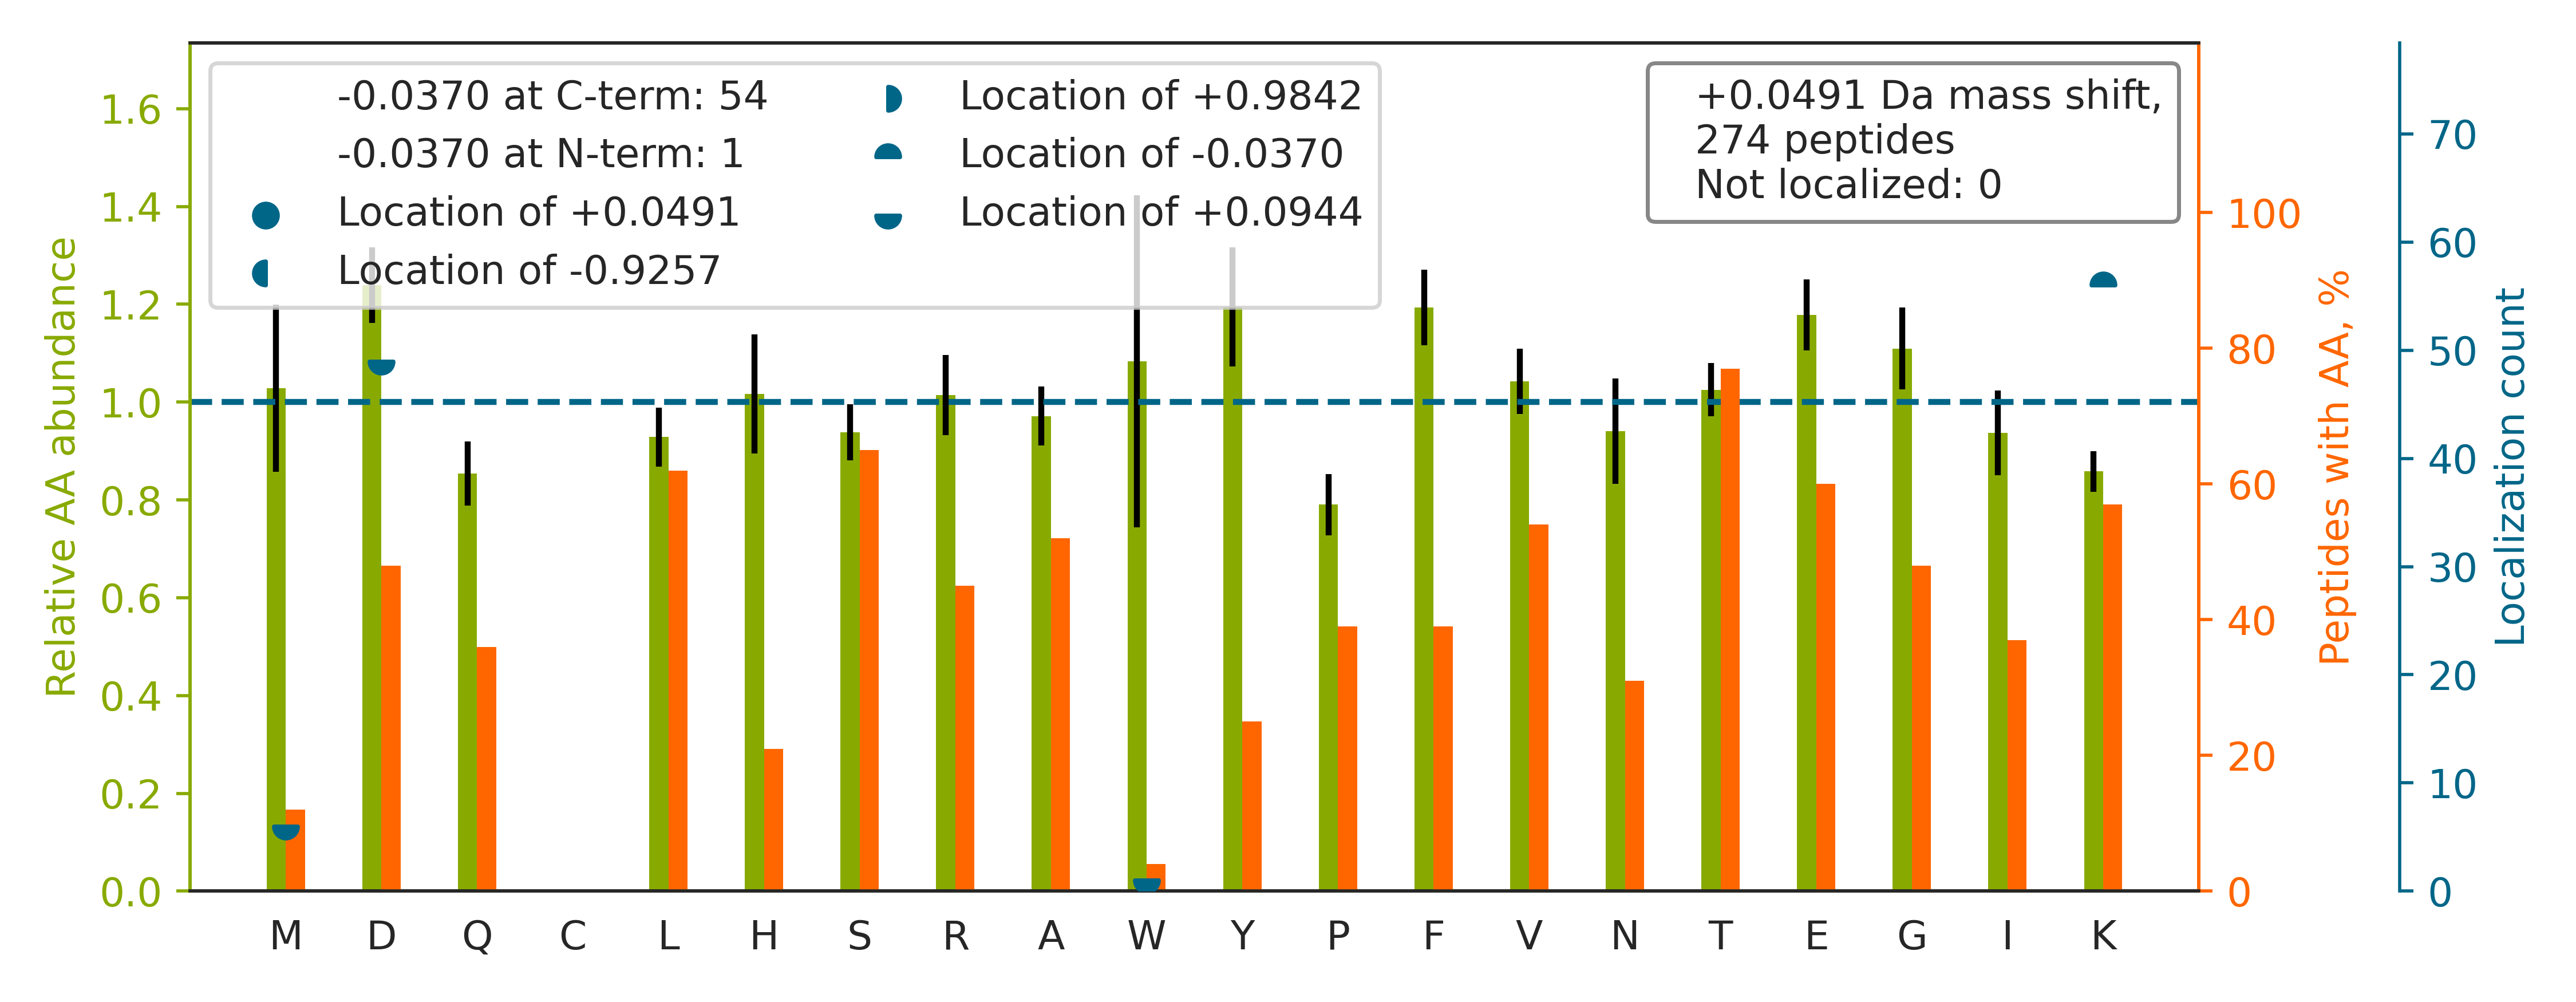 -0.0370 at C-term: 54
-0.0370 at N-term: 1
Location of +0.0491
Location of -0.9257
Location of +0.9842
Location of -0.0370
Location of +0.0944
+0.0491 Da mass shift,
274 peptides
Not localized: 0
Relative AA abundance
1.6
1.4
1.2
1.0
0.8
0.6
0.4
0.2
0.0
100
80
60
40
20
0
Peptides with AA, %
70
60
50
40
30
20
10
0
Localization count
M D Q C L H S R A W Y P F V N T E G I K